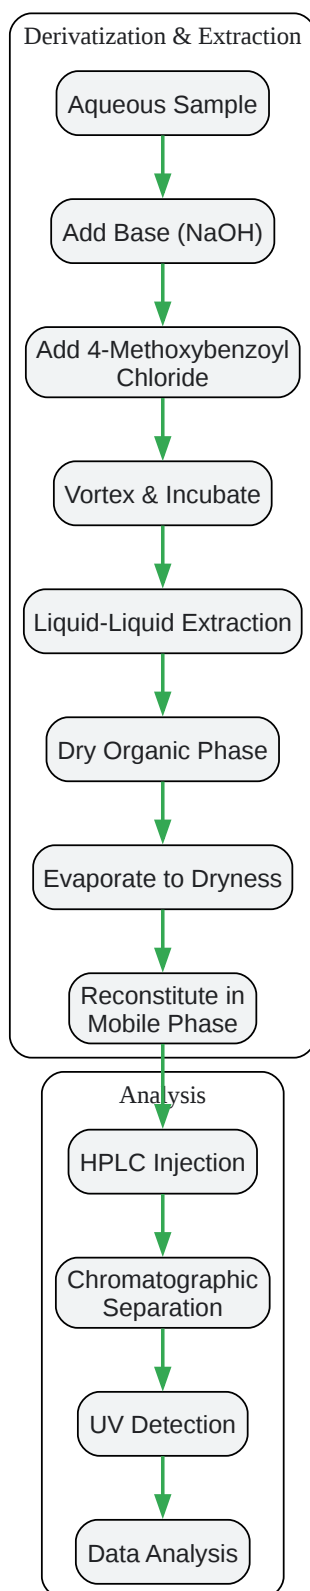 Derivatization & Extraction
Aqueous Sample
Add Base (NaOH)
Add 4-Methoxybenzoyl
Chloride
Vortex & Incubate
Liquid-Liquid Extraction
Dry Organic Phase
Evaporate to Dryness
Reconstitute in
Mobile Phase
Analysis
HPLC Injection
Chromatographic
Separation
UV Detection
Data Analysis